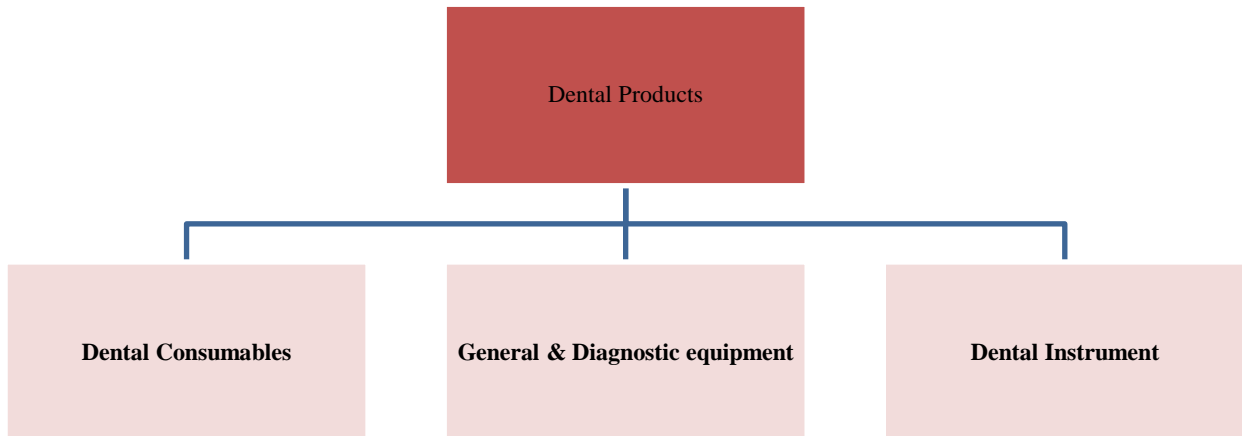 Dental Products
Dental Consumables
General & Diagnostic equipment
Dental Instrument